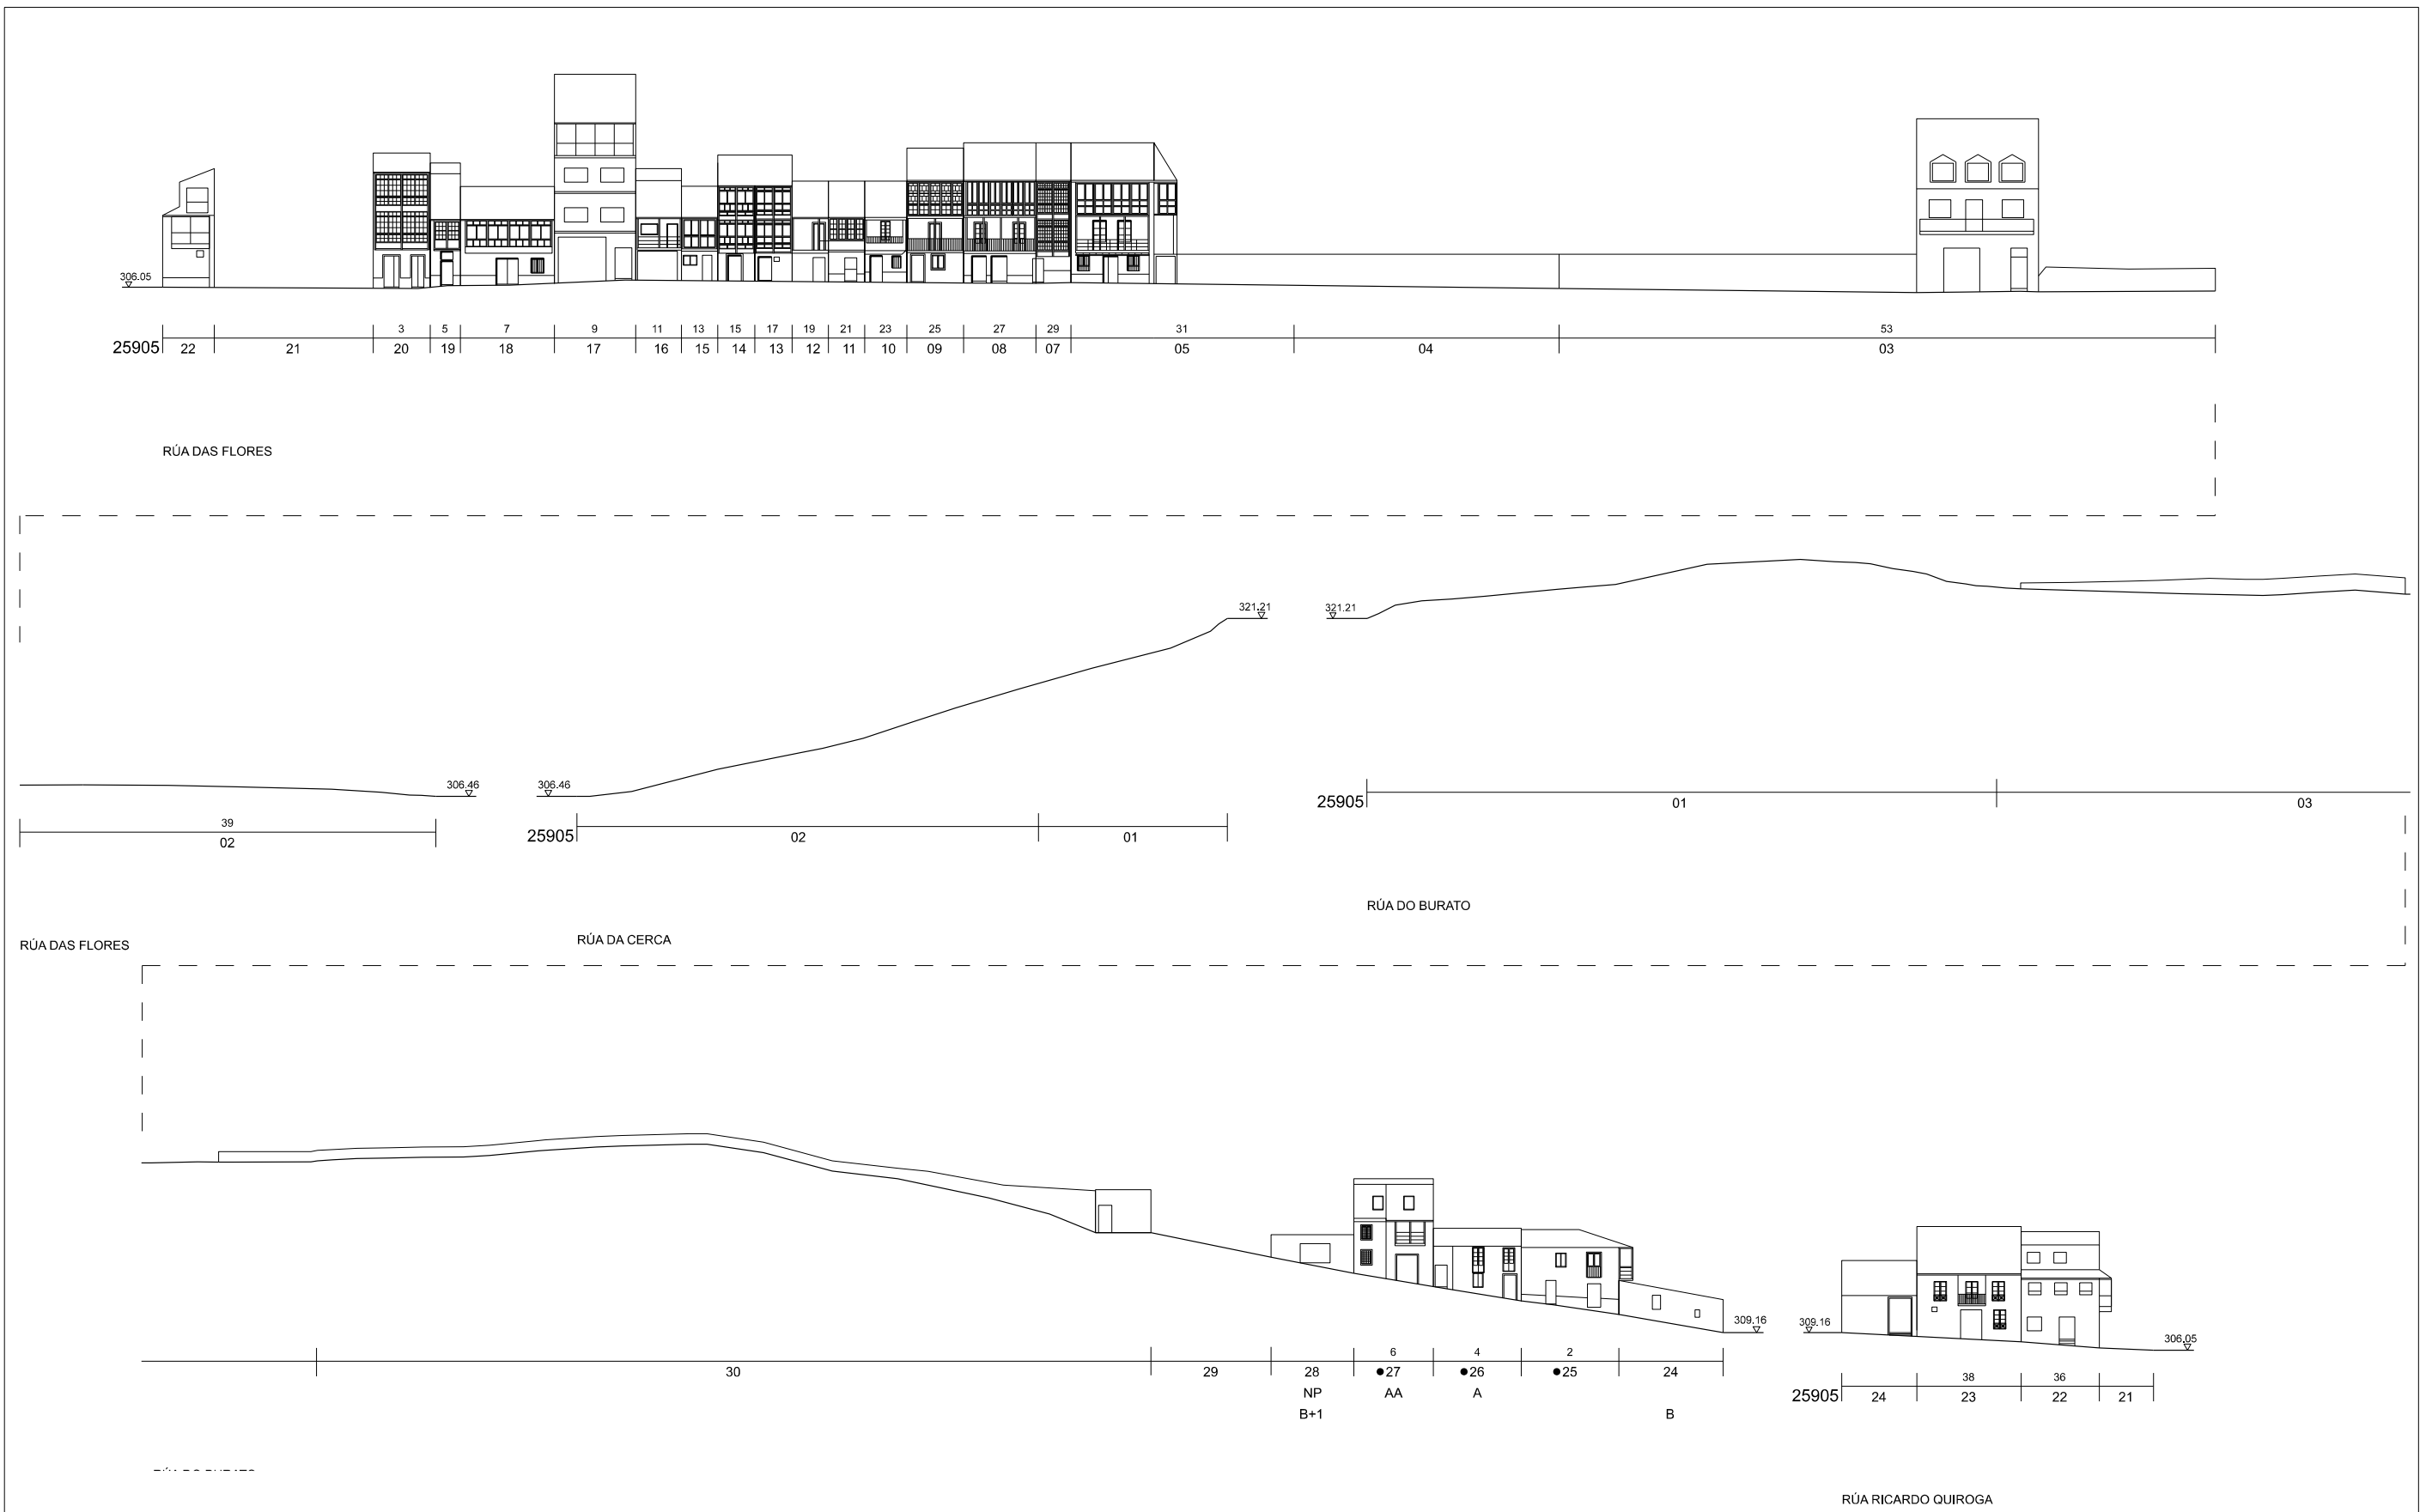 306.05
3 5 7 9 11 13 15 17 19 21 23 25 27 29 31 53
25905 22 21 20 19 18 17 16 15 14 13 12 11 10 09 08 07 05 04 03
RÚA DAS FLORES
321.21 321.21
306.46 306.46
39
02
25905 02 01
25905 01 03
RÚA DO BURATO
RÚA DAS FLORES
RÚA DA CERCA
309.16 309.16
306.05
6 4 2
30 29 28 ●27 ●26 ●25 24
NP AA A
B+1 B
38 36
25905 24 23 22 21
RÚA RICARDO QUIROGA